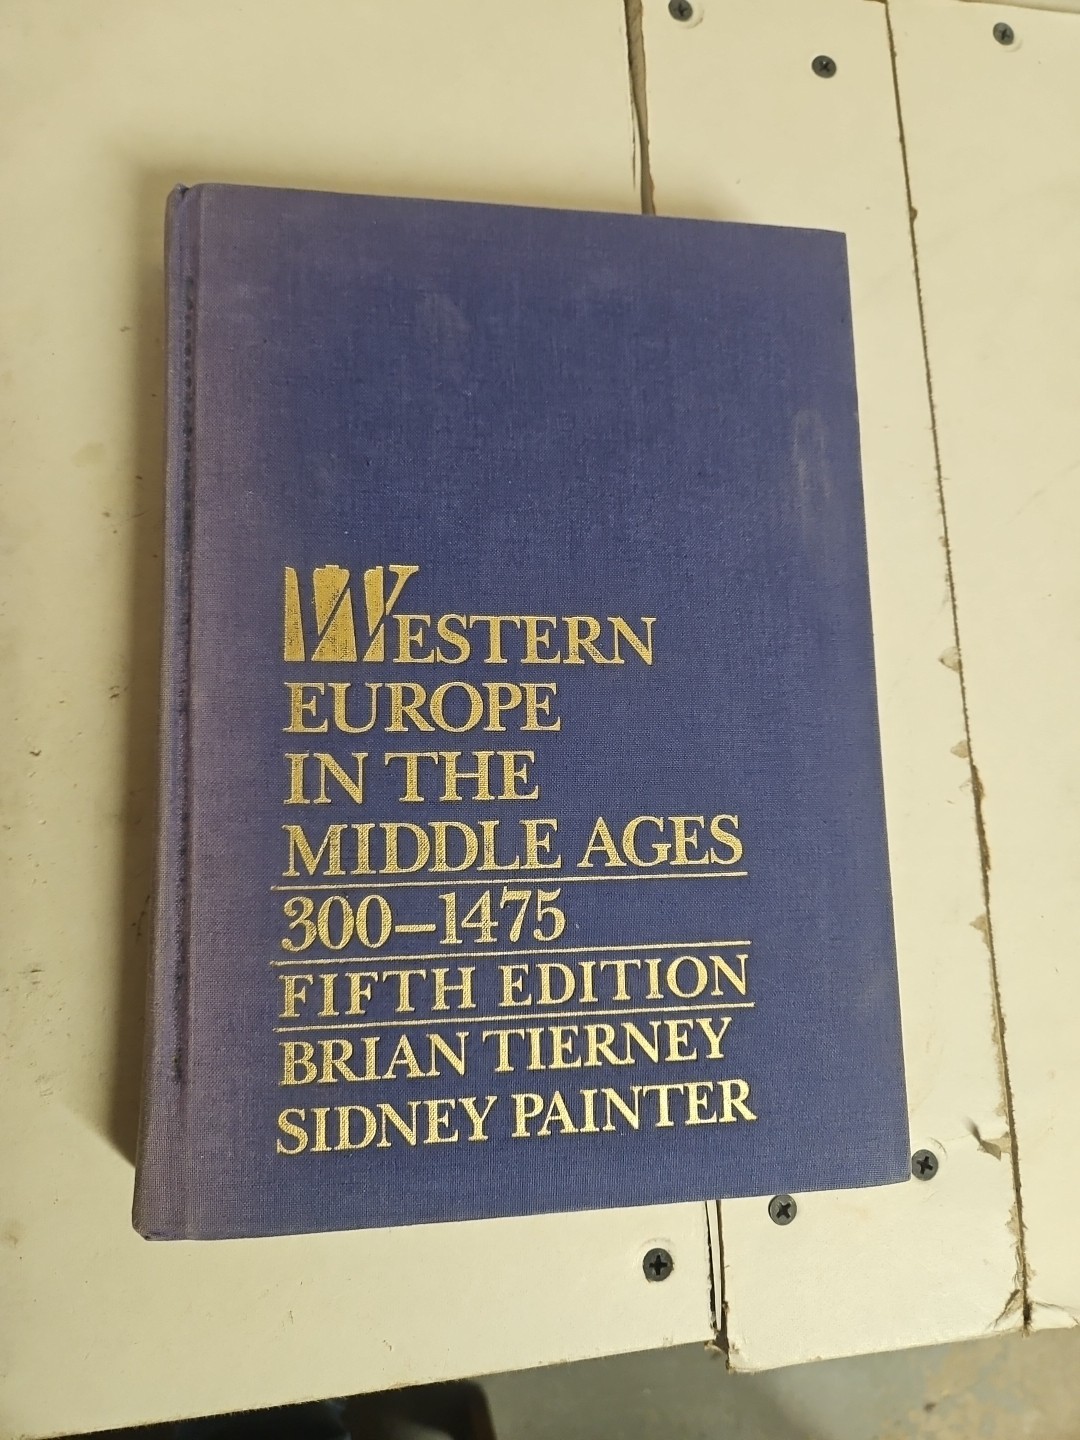 WESTERN
EUROPE
IN THE
MIDDLE AGES
300–1475
FIFTH EDITION
BRIAN TIERNEY
SIDNEY PAINTER